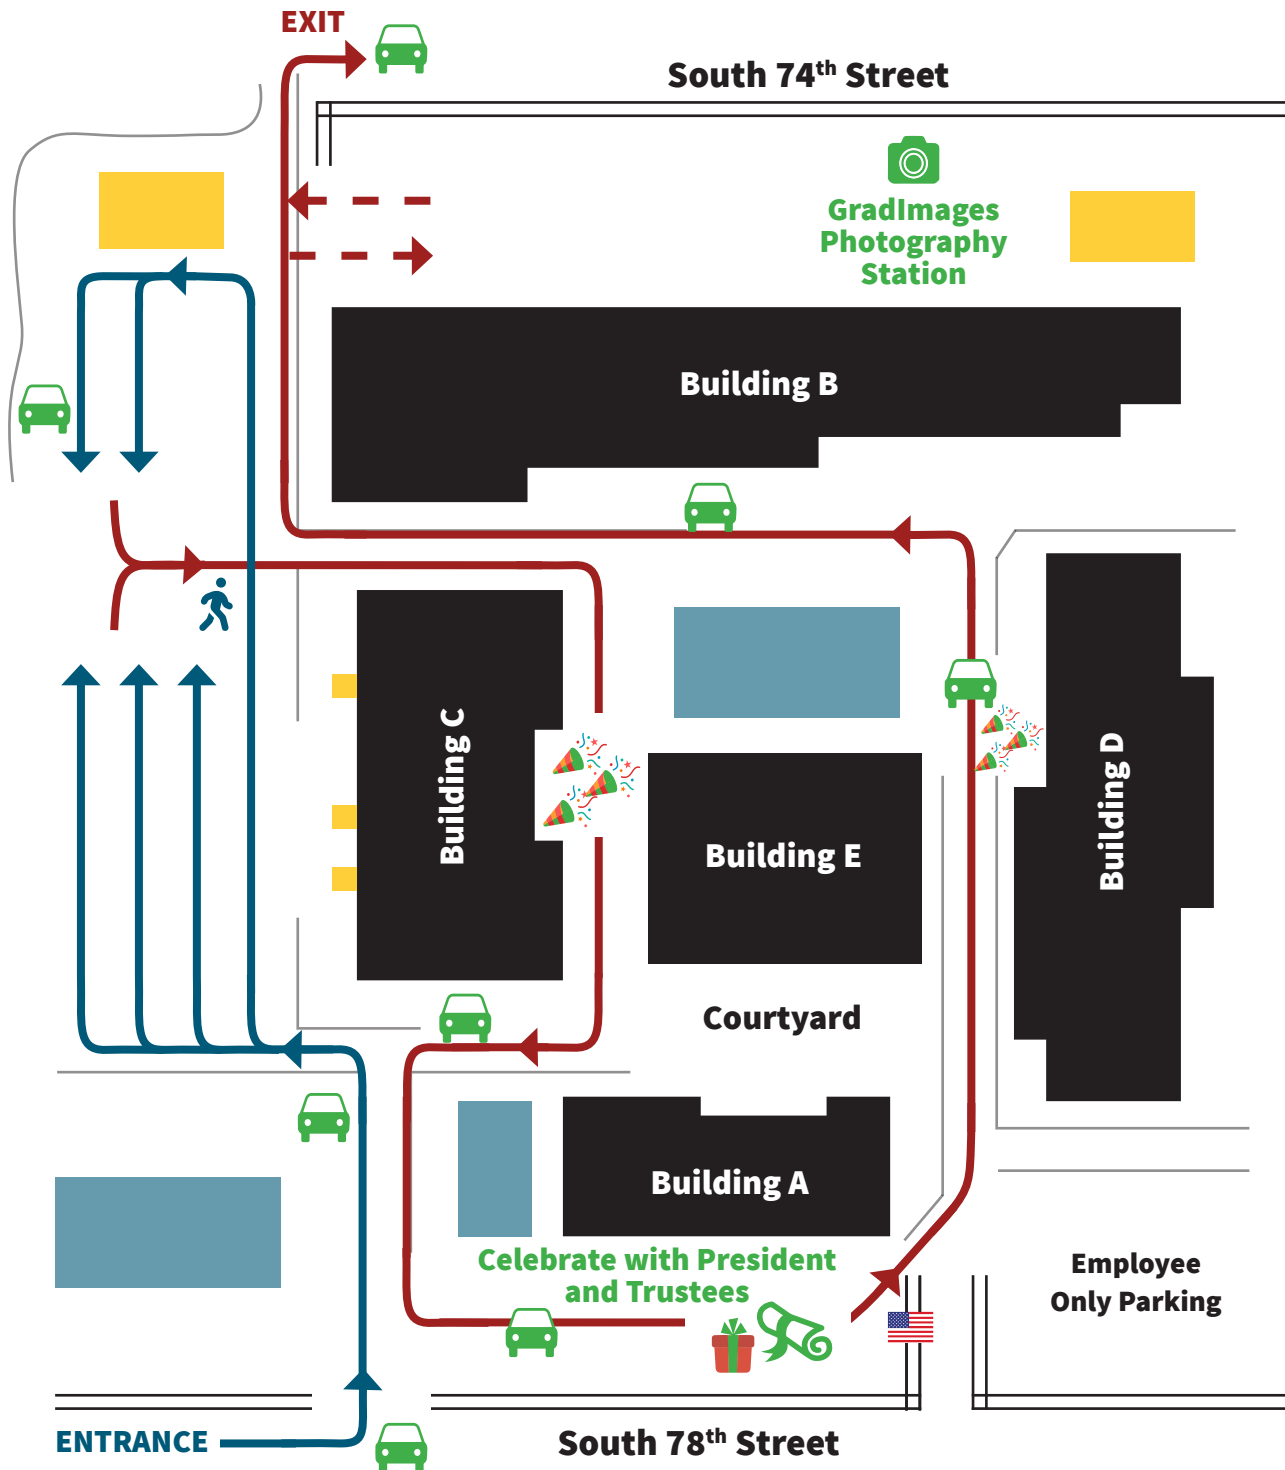 EXIT
South 74th Street
GradImages
Photography
Station
Building B
Building C
Building D
Building E
Courtyard
Building A
Celebrate with President
and Trustees
Employee
Only Parking
ENTRANCE
South 78th Street